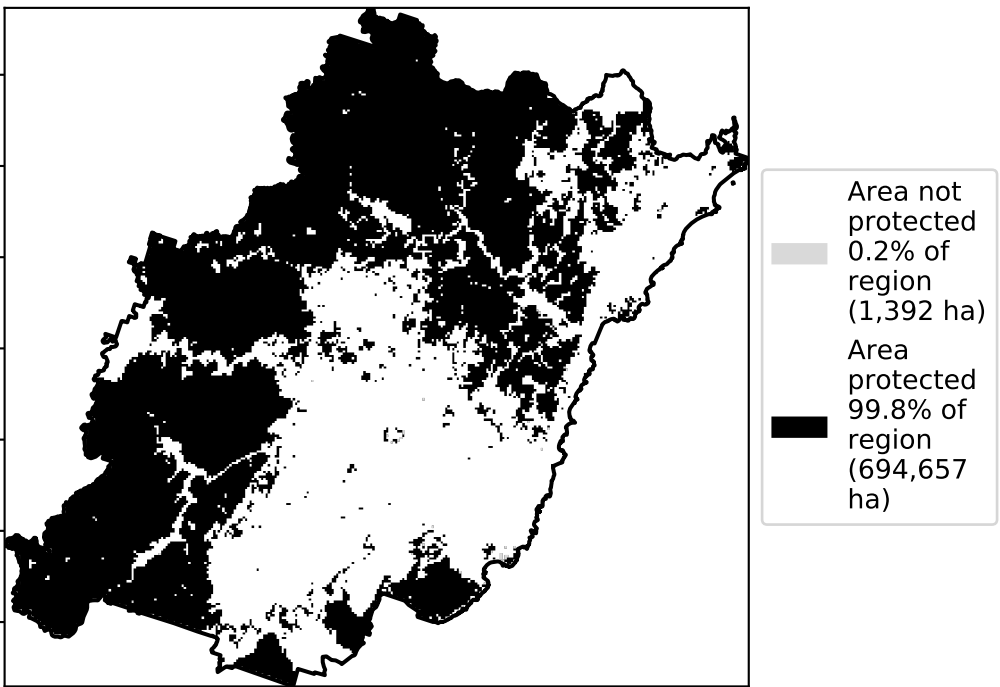 Area not
protected
0.2% of
region
(1,392 ha)
Area
protected
99.8% of
region
(694,657
ha)